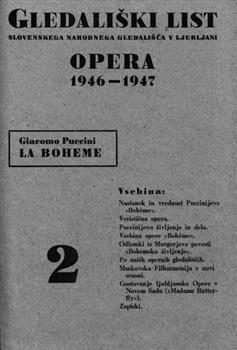 GLEDALIŠKI LIST
SLOVENSKEGA NARODNEGA GLEDALIŠČA V LJUBLJANI
OPERA
1946—1947
Giacomo Puccini
LA BOHEME
Vsebina:
Nastanek in vrednost Puccinijeve
»Bohème«.
Veristična opera.
Puccinijevo življenje in delo.
Vsebina opere »Bohème«.
Odlomki iz Murgerjeve povesti
»Bohemsko življenje«.
Po naših opernih gledališčih.
Moskovska Filharmonija v novi
sezoni.
Gostovanje ljubljanske Opere v
Novem Sadu (»Madame Butter-
fly«).
Zapiski.
2